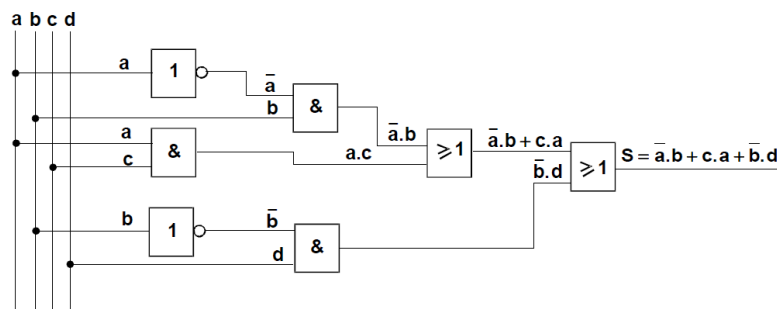 a b c d
a 1 a̅
b &
a̅.b
a & a.c
c
≥1 a̅.b + c.a
b̅.d ≥1 S = a̅.b + c.a + b̅.d
b 1 b̅
d &